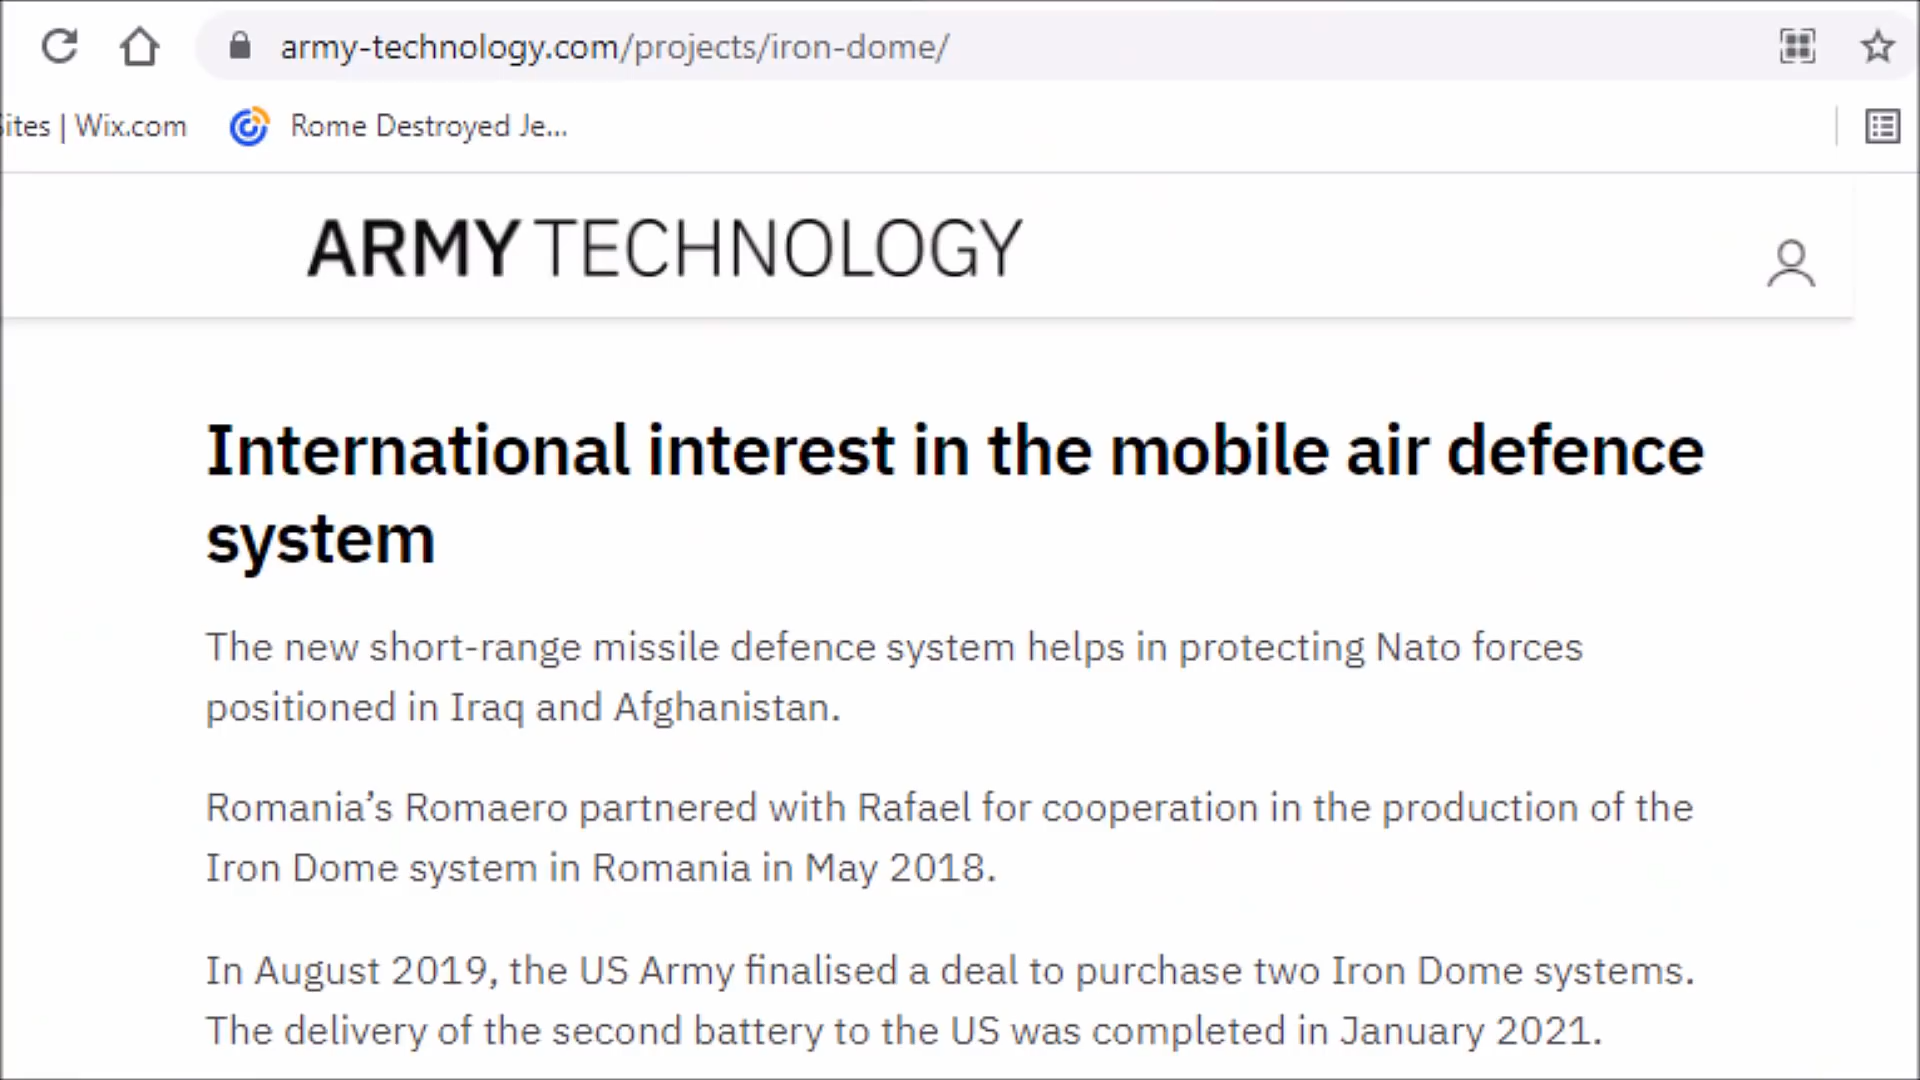 army-technology.com/projects/iron-dome/
ites | Wix.com Rome Destroyed Je...
ARMY TECHNOLOGY
International interest in the mobile air defence
system
The new short-range missile defence system helps in protecting Nato forces
positioned in Iraq and Afghanistan.
Romania’s Romaero partnered with Rafael for cooperation in the production of the
Iron Dome system in Romania in May 2018.
In August 2019, the US Army finalised a deal to purchase two Iron Dome systems.
The delivery of the second battery to the US was completed in January 2021.